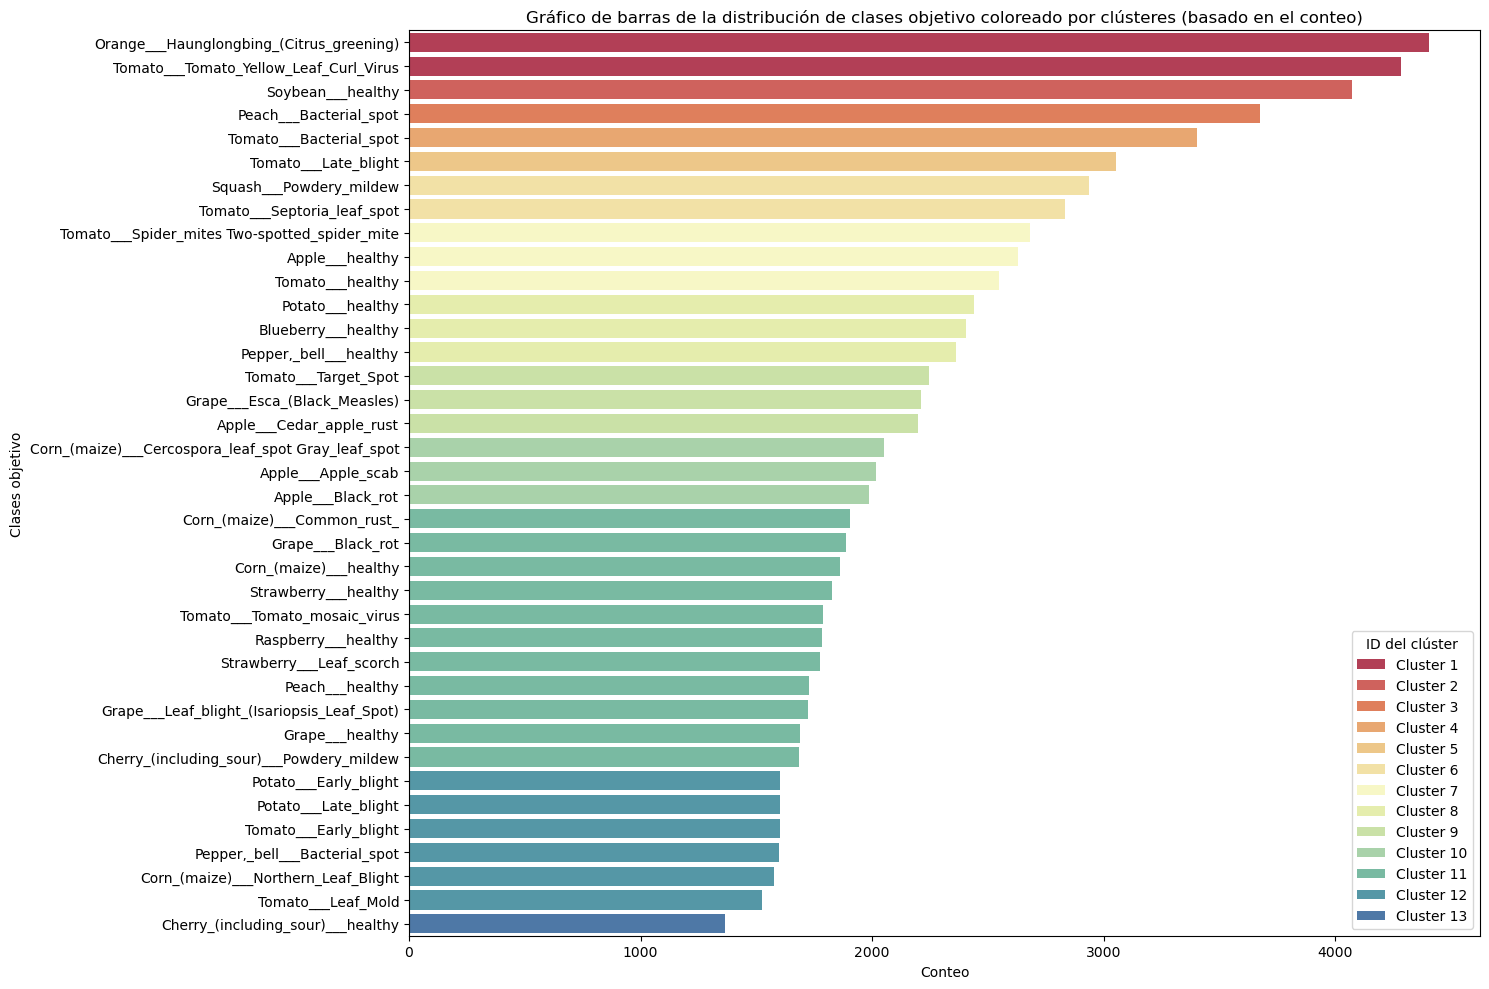 Gráfico de barras de la distribución de clases objetivo coloreado por clústeres (basado en el conteo)
Clases objetivo
Orange___Haunglongbing_(Citrus_greening)
Tomato___Tomato_Yellow_Leaf_Curl_Virus
Soybean___healthy
Peach___Bacterial_spot
Tomato___Bacterial_spot
Tomato___Late_blight
Squash___Powdery_mildew
Tomato___Septoria_leaf_spot
Tomato___Spider_mites Two-spotted_spider_mite
Apple___healthy
Tomato___healthy
Potato___healthy
Blueberry___healthy
Pepper,_bell___healthy
Tomato___Target_Spot
Grape___Esca_(Black_Measles)
Apple___Cedar_apple_rust
Corn_(maize)___Cercospora_leaf_spot Gray_leaf_spot
Apple___Apple_scab
Apple___Black_rot
Corn_(maize)___Common_rust_
Grape___Black_rot
Corn_(maize)___healthy
Strawberry___healthy
Tomato___Tomato_mosaic_virus
Raspberry___healthy
Strawberry___Leaf_scorch
Peach___healthy
Grape___Leaf_blight_(Isariopsis_Leaf_Spot)
Grape___healthy
Cherry_(including_sour)___Powdery_mildew
Potato___Early_blight
Potato___Late_blight
Tomato___Early_blight
Pepper,_bell___Bacterial_spot
Corn_(maize)___Northern_Leaf_Blight
Tomato___Leaf_Mold
Cherry_(including_sour)___healthy
ID del clúster
Cluster 1
Cluster 2
Cluster 3
Cluster 4
Cluster 5
Cluster 6
Cluster 7
Cluster 8
Cluster 9
Cluster 10
Cluster 11
Cluster 12
Cluster 13
0 1000 2000 3000 4000
Conteo